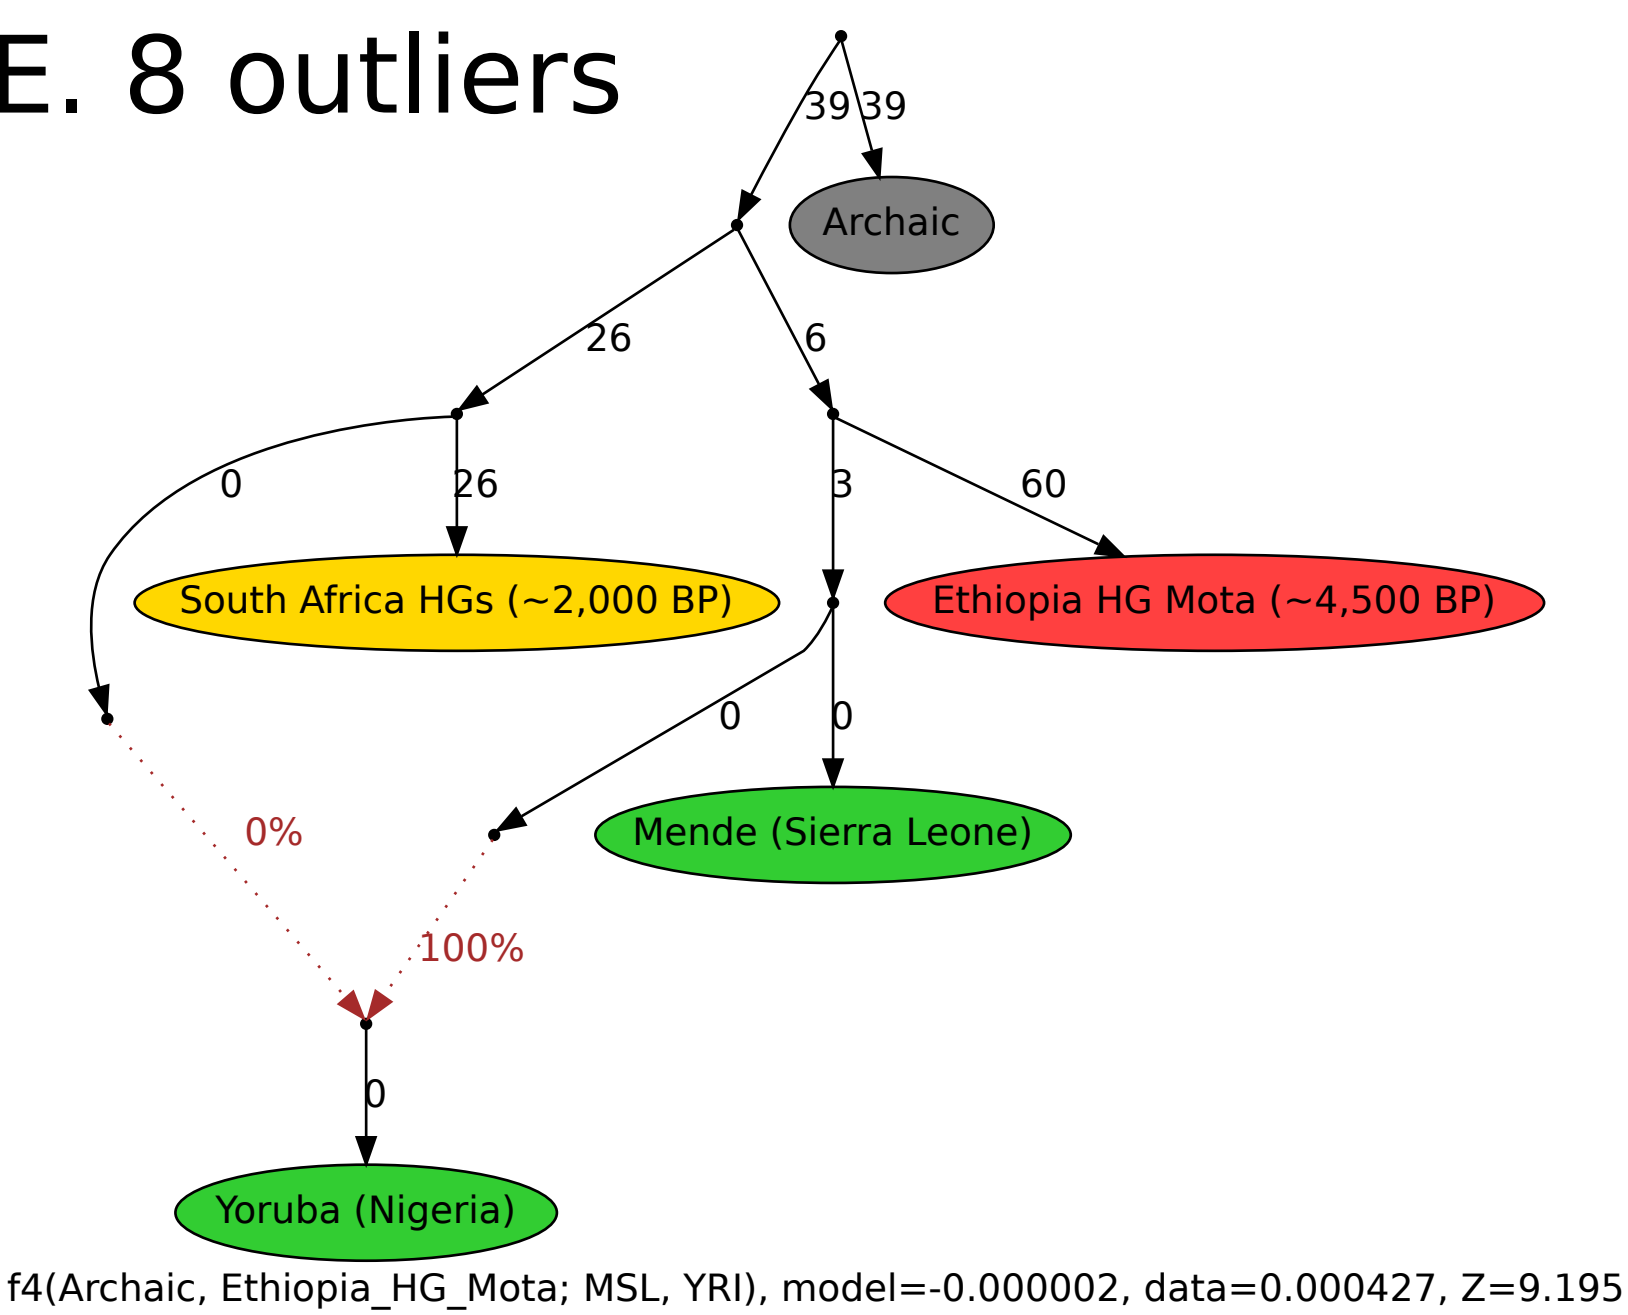 E. 8 outliers
39 39
Archaic
26 6
0 26 3 60
South Africa HGs (~2,000 BP) Ethiopia HG Mota (~4,500 BP)
0 0
0% Mende (Sierra Leone)
100%
0
Yoruba (Nigeria)
f4(Archaic, Ethiopia_HG_Mota; MSL, YRI), model=-0.000002, data=0.000427, Z=9.195